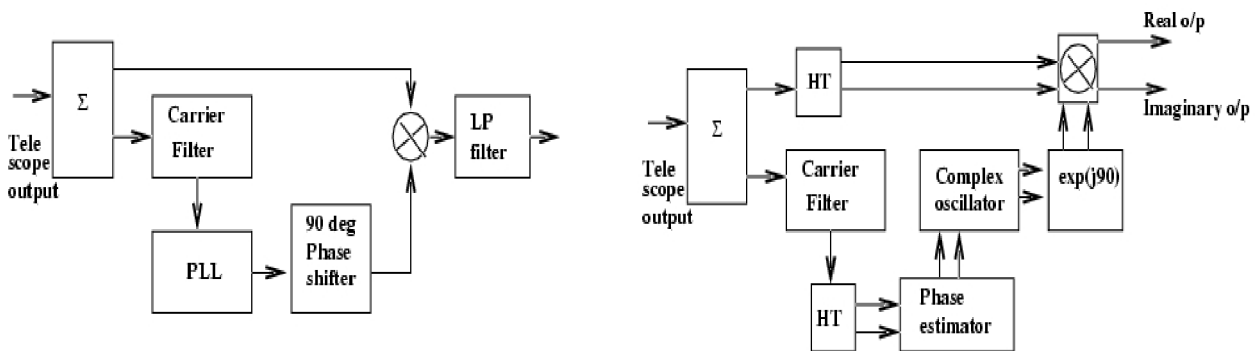 Σ
Tele
scope
output
Carrier
Filter
PLL
90 deg
Phase
shifter
LP
filter
Σ
Tele
scope
output
HT
Carrier
Filter
HT
Phase
estimator
Complex
oscillator
exp(j90)
Real o/p
Imaginary o/p